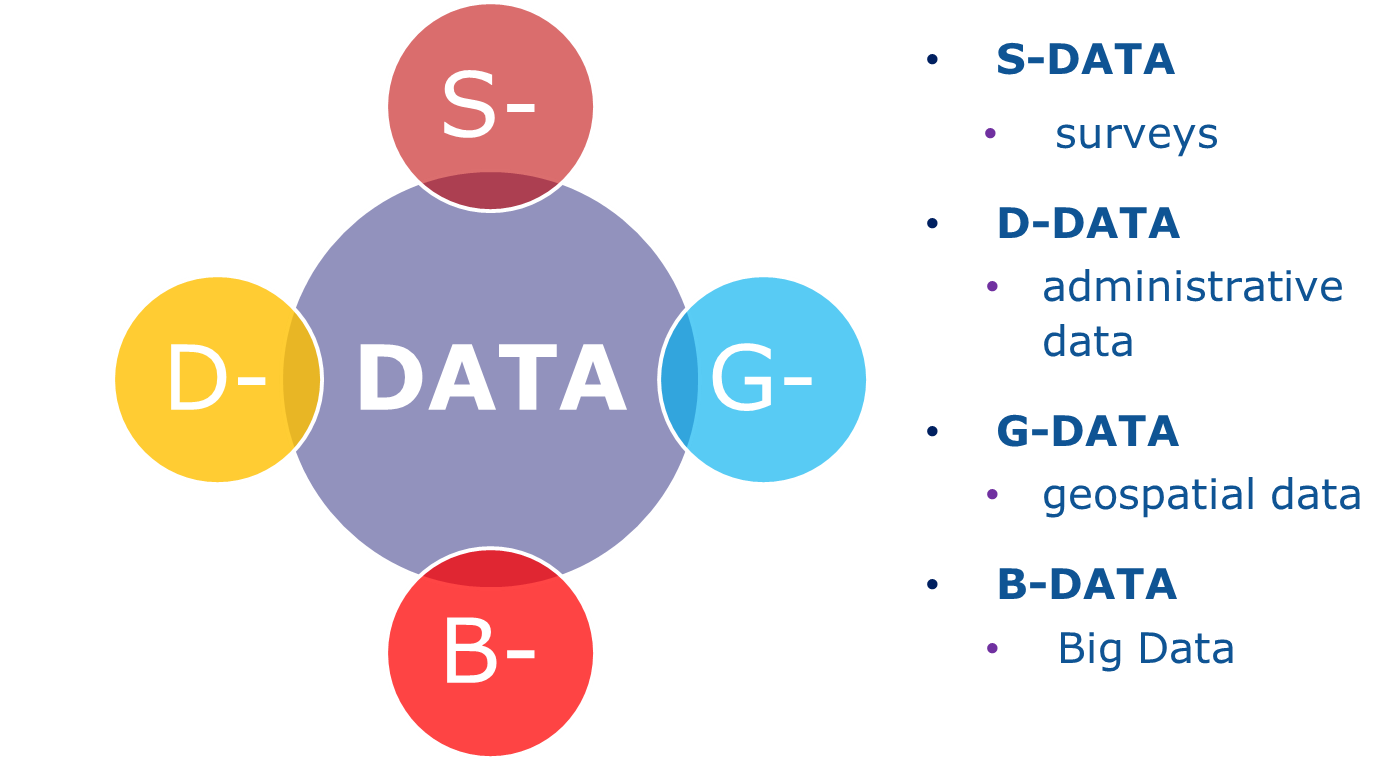 S-
D-
DATA
G-
B-
• S-DATA
• surveys
• D-DATA
• administrative
data
• G-DATA
• geospatial data
• B-DATA
• Big Data